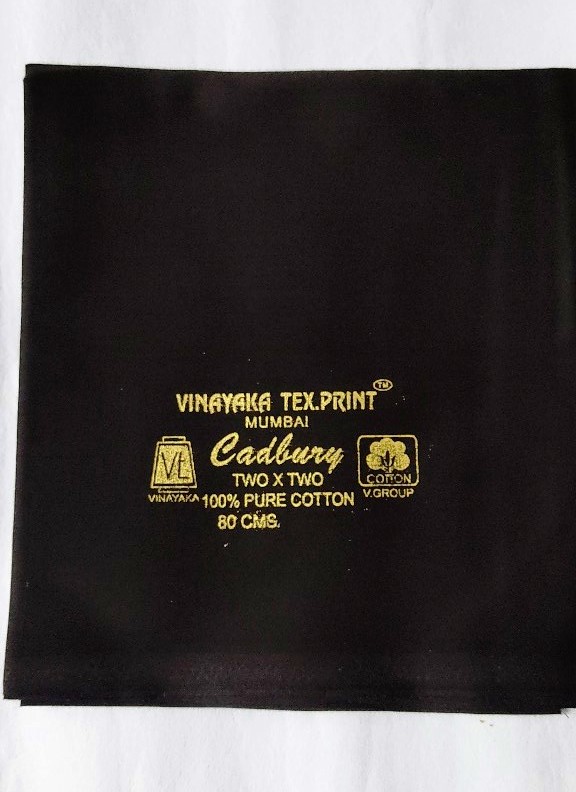 VINAYAKA TEX.PRINT TM
MUMBAI
Cadbury
TWO X TWO
100% PURE COTTON
80 CMS.
VL
VINAYAKA
COTTON
V.GROUP